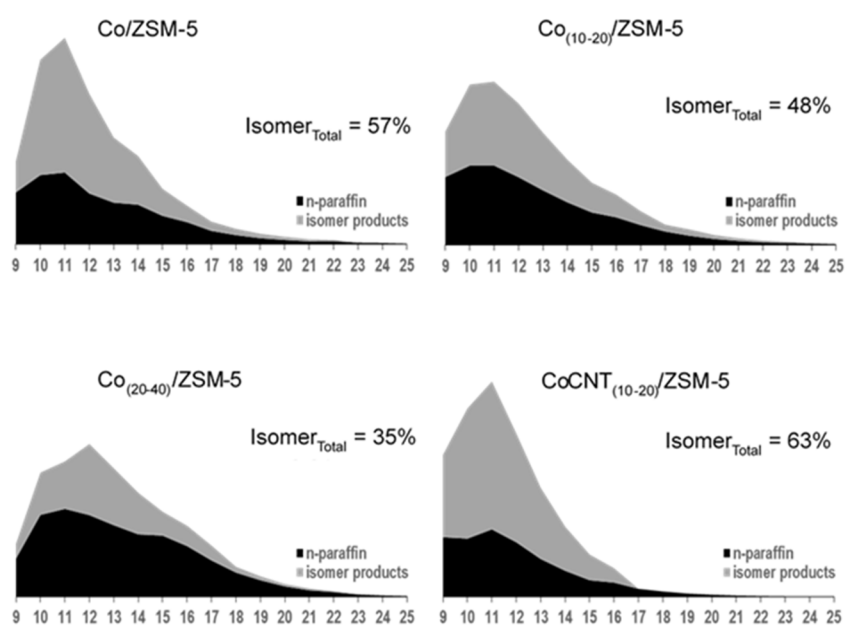 Co/ZSM-5
IsomerTotal = 57%
n-paraffin
isomer products
9 10 11 12 13 14 15 16 17 18 19 20 21 22 23 24 25
Co(10-20)/ZSM-5
IsomerTotal = 48%
n-paraffin
isomer products
9 10 11 12 13 14 15 16 17 18 19 20 21 22 23 24 25
Co(20-40)/ZSM-5
IsomerTotal = 35%
n-paraffin
isomer products
9 10 11 12 13 14 15 16 17 18 19 20 21 22 23 24 25
CoCNT(10-20)/ZSM-5
IsomerTotal = 63%
n-paraffin
isomer products
9 10 11 12 13 14 15 16 17 18 19 20 21 22 23 24 25